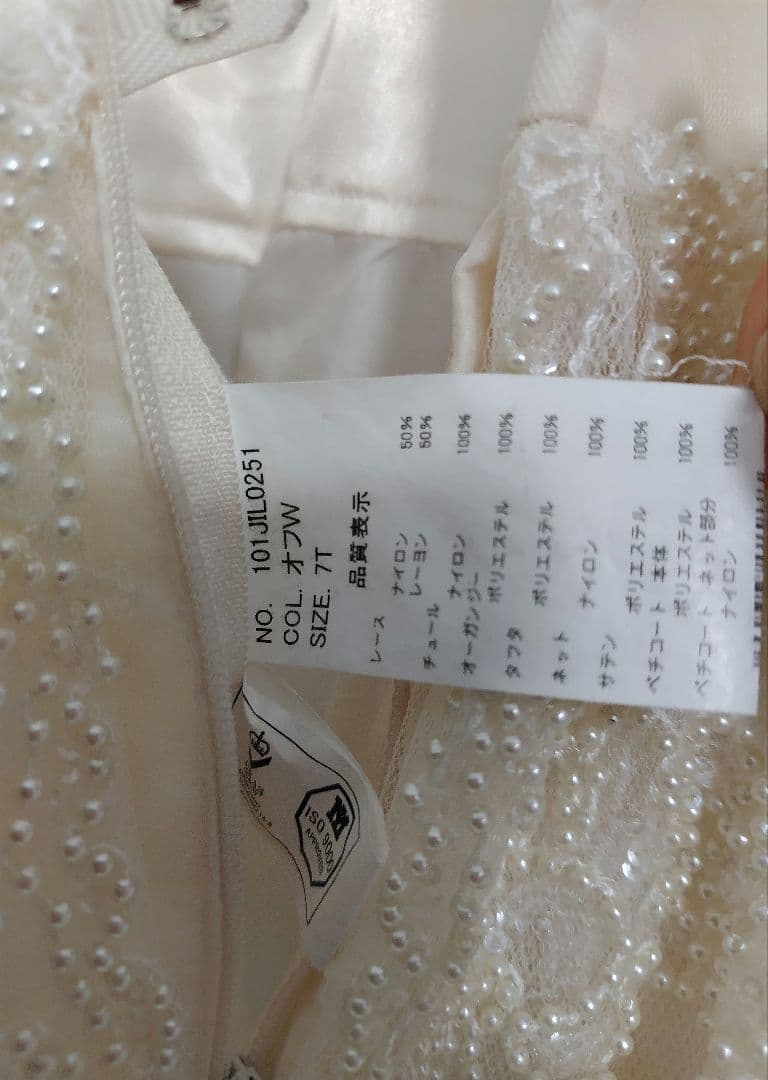 NO. 101JIL0251
COL. オフW
SIZE. 7T
品質表示
レース
ナイロン 50%
レーヨン 50%
チュール
ナイロン 100%
オーガンジー
ポリエステル 100%
タフタ
ポリエステル 100%
ネット
ナイロン 100%
サテン
ポリエステル 100%
ペチコート 本体
ポリエステル 100%
ペチコート ネット部分
ナイロン 100%
ISO 9000
APPROVED